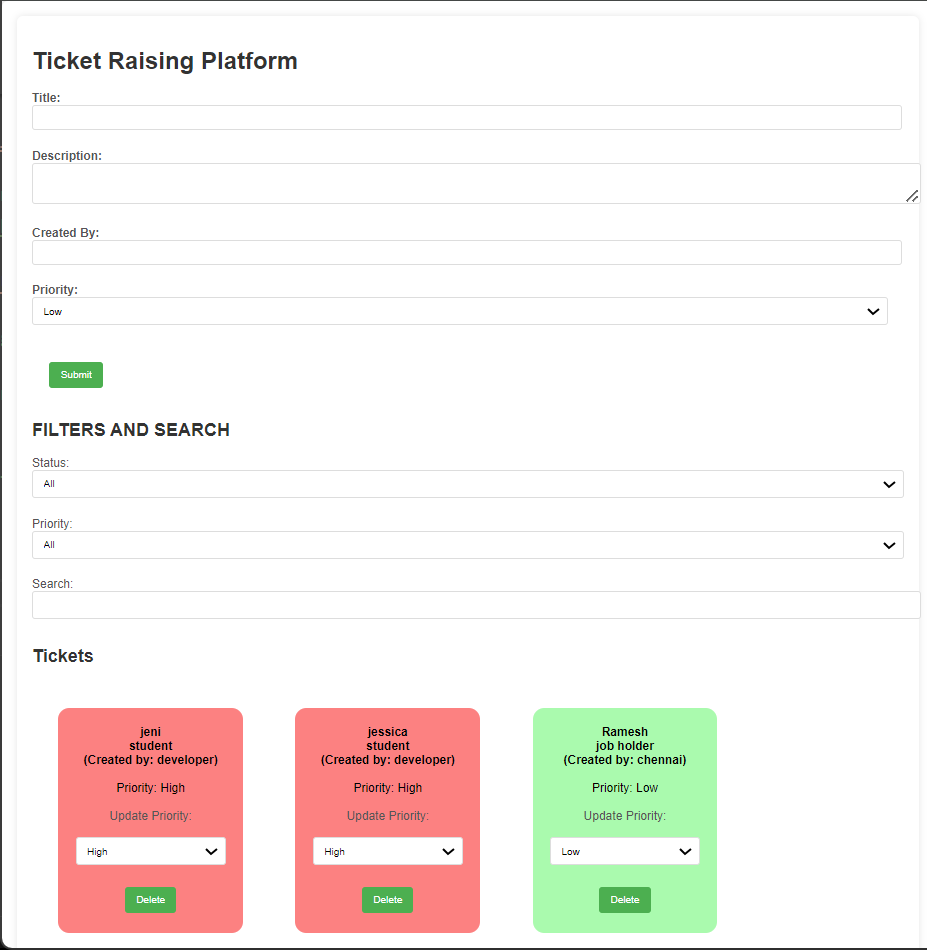 Ticket Raising Platform
Title:
Description:
Created By:
Priority:
Low
Submit
FILTERS AND SEARCH
Status:
All
Priority:
All
Search:
Tickets
jeni
student
(Created by: developer)
Priority: High
Update Priority:
High
Delete
jessica
student
(Created by: developer)
Priority: High
Update Priority:
High
Delete
Ramesh
job holder
(Created by: chennai)
Priority: Low
Update Priority:
Low
Delete